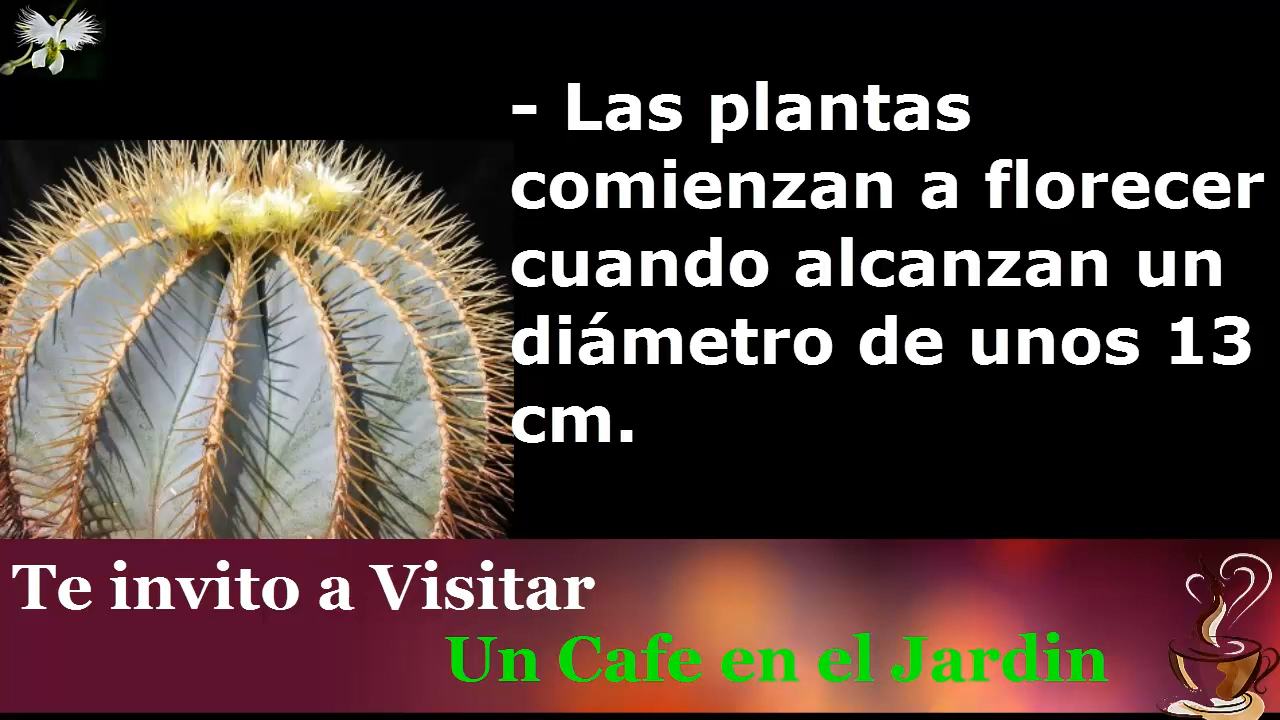 - Las plantas
comienzan a florecer
cuando alcanzan un
diámetro de unos 13
cm.
Te invito a Visitar
Un Cafe en el Jardin